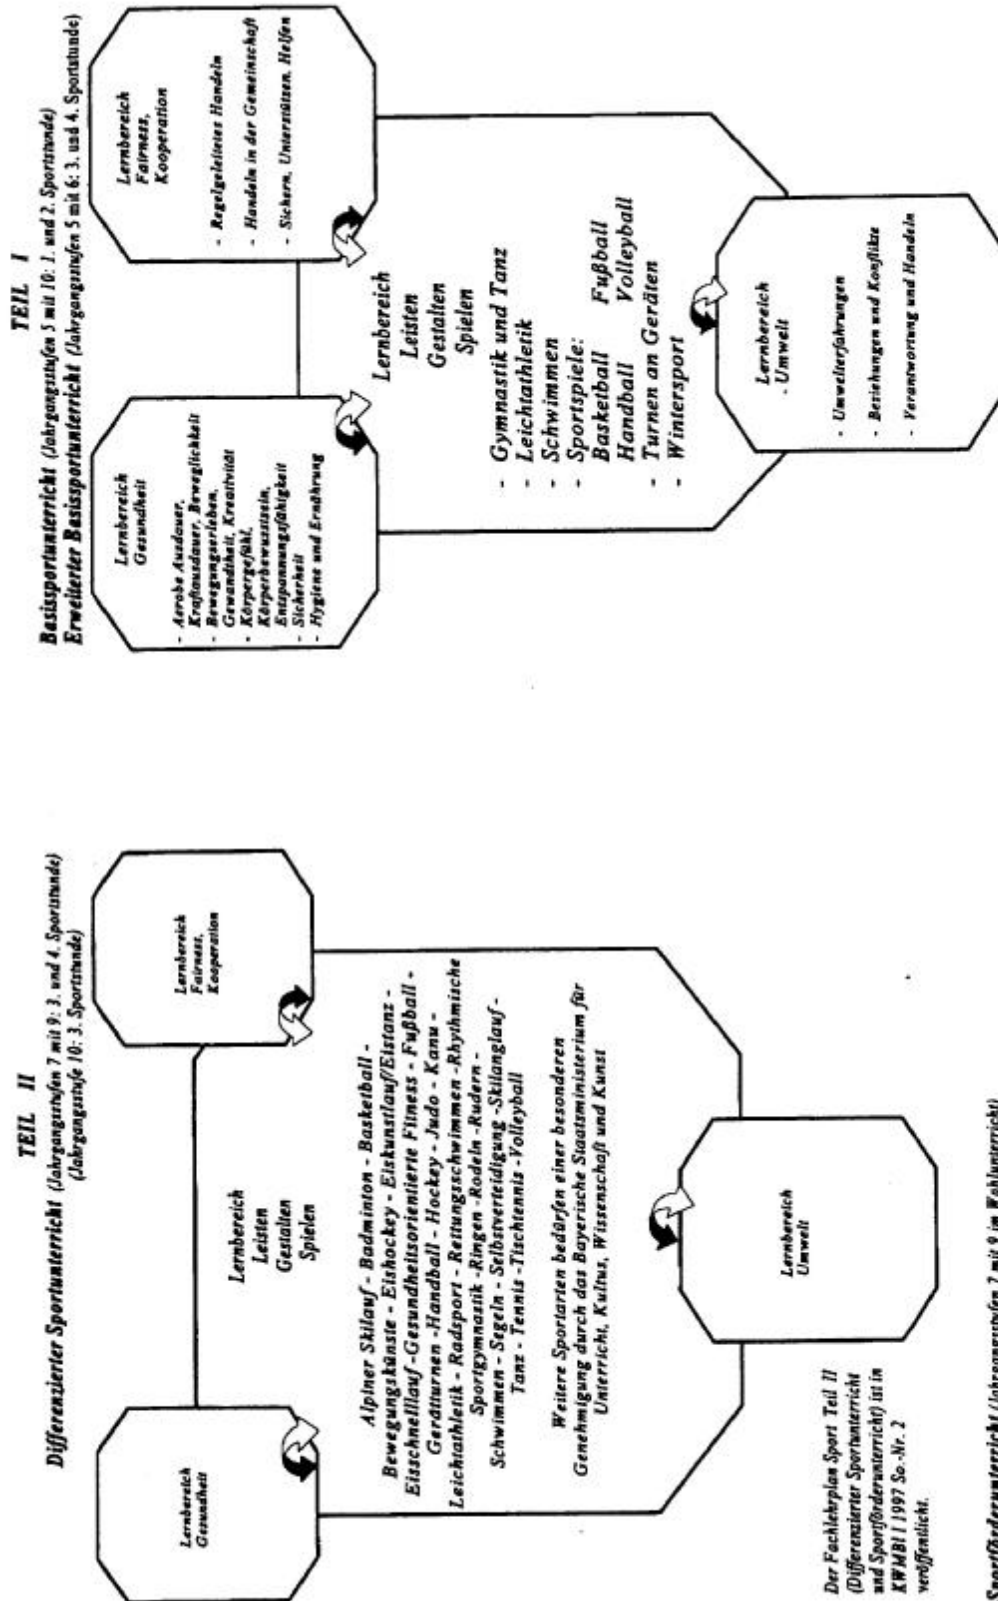 TEIL I
Basissportunterricht (Jahrgangsstufen 5 mit 10: 1. und 2. Sportstunde)
Erweiterter Basissportunterricht (Jahrgangsstufen 5 mit 6: 3. und 4. Sportstunde)
Lernbereich
Gesundheit
- Aerobe Ausdauer,
Kraftausdauer, Beweglichkeit
- Bewegungserleben,
Gewandtheit, Kreativität
- Körpergefühl,
Körperbewusstsein,
Entspannungsfähigkeit
- Sicherheit
- Hygiene und Ernährung
Lernbereich
Fairness,
Kooperation
- Regelgeleitetes Handeln
- Handeln in der Gemeinschaft
- Sichern, Unterstützen, Helfen
Lernbereich
Leisten
Gestalten
Spielen
- Gymnastik und Tanz
- Leichtathletik
- Schwimmen
- Sportspiele:
Basketball Fußball
Handball Volleyball
- Turnen an Geräten
- Wintersport
Lernbereich
- Umwelt
- Umwelterfahrungen
- Beziehungen und Konflikte
- Verantwortung und Handeln
TEIL II
Differenzierter Sportunterricht (Jahrgangsstufen 7 mit 9: 3. und 4. Sportstunde)
(Jahrgangsstufe 10: 3. Sportstunde)
Lernbereich
Gesundheit
Lernbereich
Fairness,
Kooperation
Lernbereich
Leisten
Gestalten
Spielen
Alpiner Skilauf - Badminton - Basketball -
Bewegungskünste - Eishockey - Eiskunstlauf/Eistanz -
Eisschnelllauf -Gesundheitsorientierte Fitness - Fußball -
Gerätturnen -Handball - Hockey - Judo - Kanu -
Leichtathletik - Radsport - Rettungsschwimmen -Rhythmische
Sportgymnastik -Ringen -Rodeln -Rudern -
Schwimmen - Segeln - Selbstverteidigung -Skilanglauf -
Tanz - Tennis -Tischtennis -Volleyball
Weitere Sportarten bedürfen einer besonderen
Genehmigung durch das Bayerische Staatsministerium für
Unterricht, Kultus, Wissenschaft und Kunst
Lernbereich
Umwelt
Der Fachlehrplan Sport Teil II
(Differenzierter Sportunterricht
und Sportförderunterricht) ist in
KWMBl I 1997 So.-Nr. 2
veröffentlicht.
Sportförderunterricht (Jahrgangsstufen 7 mit 9 im Wahlunterricht)